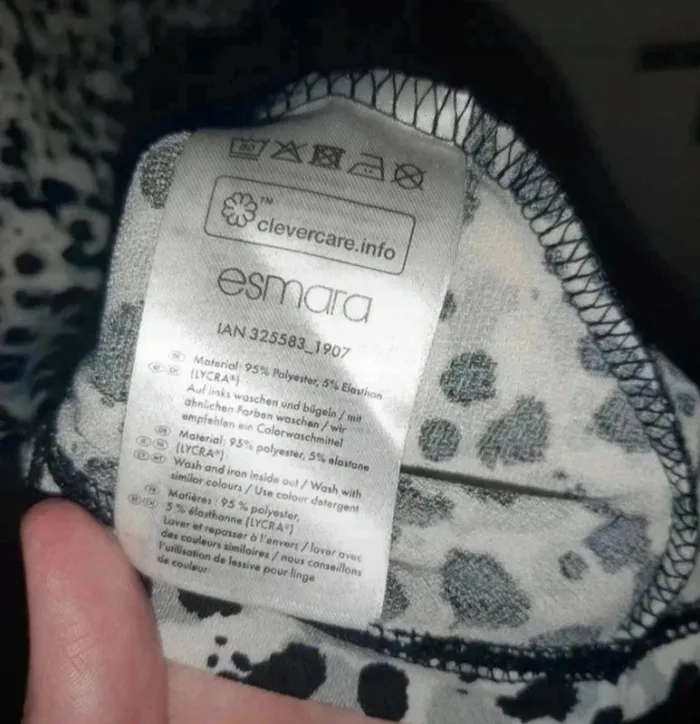 clevercare.info
esmara
IAN 325583_1907
Material: 95% Polyester, 5% Elasthan
(LYCRA®)
Auf links waschen und bügeln / mit
ähnlichen Farben waschen / wir
empfehlen ein Colorwaschmittel
Material: 95% polyester, 5% elastane
(LYCRA®)
Wash and iron inside out / Wash with
similar colours / Use colour detergent
Matières : 95 % polyester,
5 % élasthanne (LYCRA®)
Laver et repasser à l'envers / laver avec
des couleurs similaires / nous conseillons
l'utilisation de lessive pour linge
de couleur